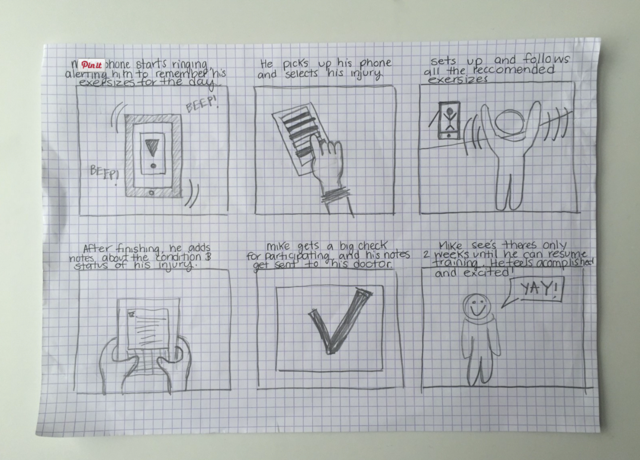 Pin it phone starts ringing,
alerting him to remember his
exersizes for the day.
BEEP!
BEEP!
He picks up his phone
and selects his injury.
sets up and follows
all the reccomended
exersizes
After finishing, he adds
notes, about the condition &
status of his injury.
Mike gets a big check
for participating, and his notes
get sent to his doctor.
Mike see's theres only
2 weeks until he can resume
training. He feels acomplished
and excited!
YAY!